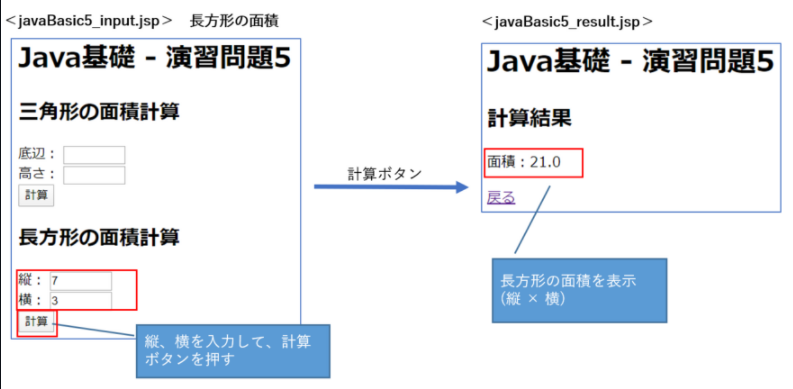 ＜javaBasic5_input.jsp＞　長方形の面積
Java基礎 - 演習問題5
三角形の面積計算
底辺：
高さ：
計算
長方形の面積計算
縦： 7
横： 3
計算
縦、横を入力して、計算
ボタンを押す
計算ボタン
＜javaBasic5_result.jsp＞
Java基礎 - 演習問題5
計算結果
面積：21.0
戻る
長方形の面積を表示
(縦 × 横)